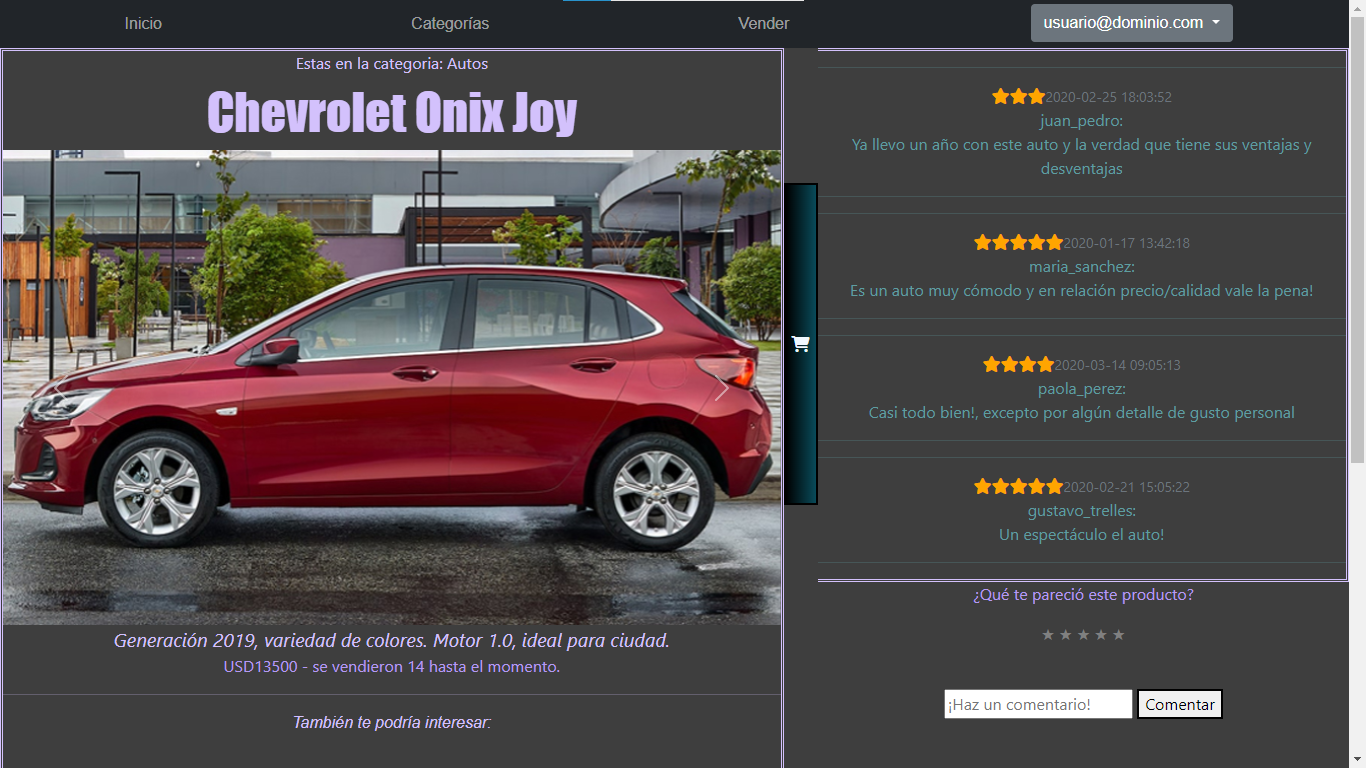 Inicio
Categorías
Vender
usuario@dominio.com
Estas en la categoria: Autos
Chevrolet Onix Joy
Generación 2019, variedad de colores. Motor 1.0, ideal para ciudad.
USD13500 - se vendieron 14 hasta el momento.
También te podría interesar:
2020-02-25 18:03:52
juan_pedro:
Ya llevo un año con este auto y la verdad que tiene sus ventajas y
desventajas
2020-01-17 13:42:18
maria_sanchez:
Es un auto muy cómodo y en relación precio/calidad vale la pena!
2020-03-14 09:05:13
paola_perez:
Casi todo bien!, excepto por algún detalle de gusto personal
2020-02-21 15:05:22
gustavo_trelles:
Un espectáculo el auto!
¿Qué te pareció este producto?
¡Haz un comentario!
Comentar